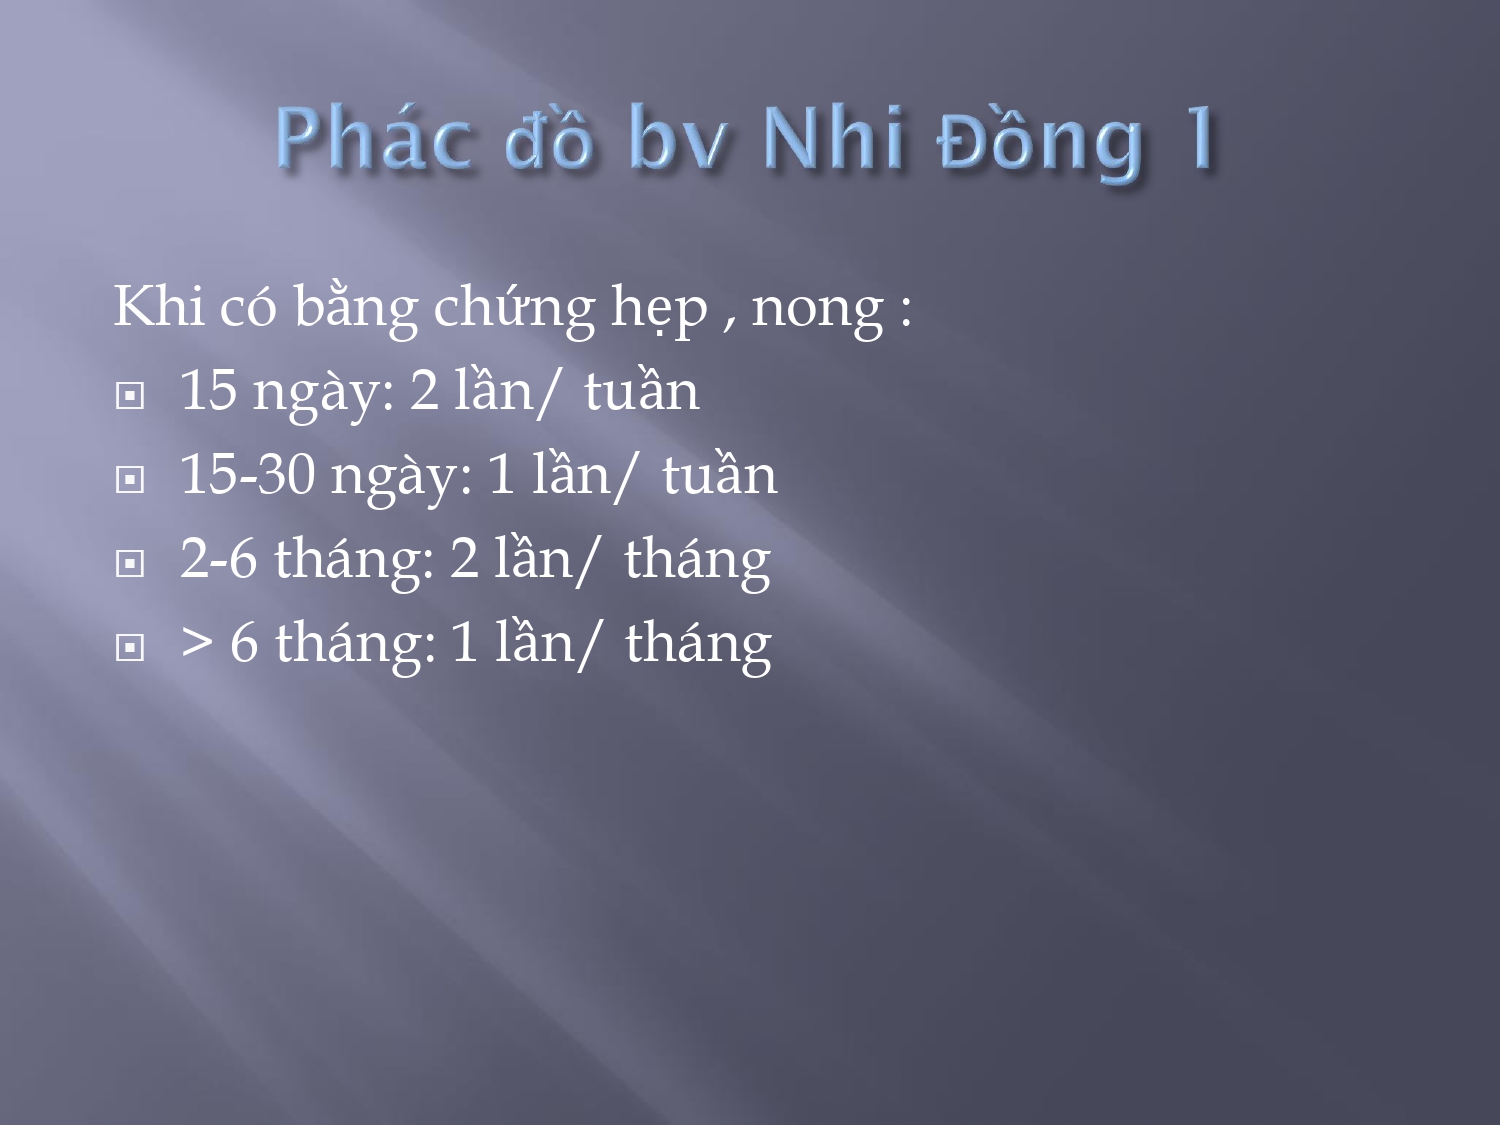 Phác đồ bv Nhi Đồng 1
Khi có bằng chứng hẹp , nong :
15 ngày: 2 lần/ tuần
15-30 ngày: 1 lần/ tuần
2-6 tháng: 2 lần/ tháng
> 6 tháng: 1 lần/ tháng